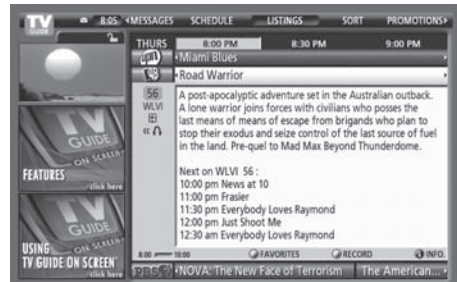 TV GUIDE 8:05 MESSAGES SCHEDULE LISTINGS SORT PROMOTIONS
THURS 8:00 PM 8:30 PM 9:00 PM
Miami Blues
Road Warrior
56
WLVI
A post-apocalyptic adventure set in the Australian outback.
A lone warrior joins forces with civilians who posses the
last means of means of escape from brigands who plan to
stop their exodus and seize control of the last source of fuel
in the land. Pre-quel to Mad Max Beyond Thunderdome.
Next on WLVI 56 :
10:00 pm News at 10
11:00 pm Frasier
11:30 pm Everybody Loves Raymond
12:00 pm Just Shoot Me
12:30 am Everybody Loves Raymond
TV
GUIDE
ON SCREEN
FEATURES
click here
TV
GUIDE
ON SCREEN
USING
TV GUIDE ON SCREEN
click here
8:00 10:00 FAVORITES RECORD INFO.
PBS NOVA: The New Face of Terrorism The American...